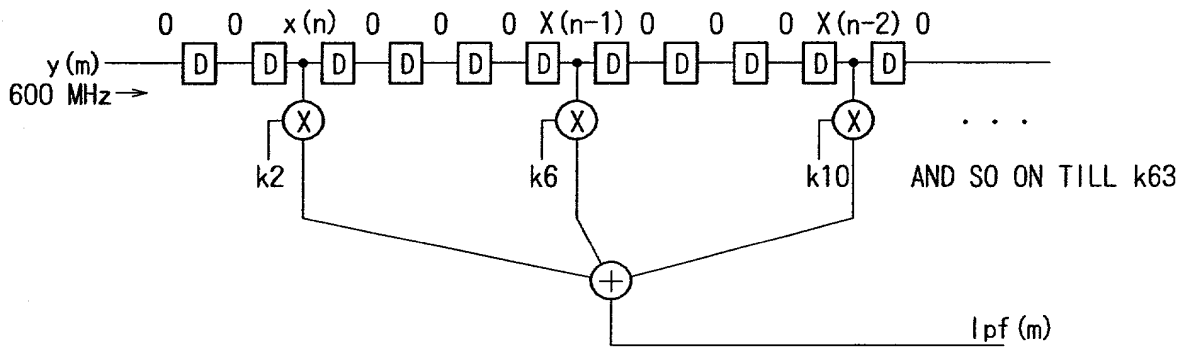 0 0 x(n) 0 0 0 X(n-1) 0 0 0 X(n-2) 0
y(m) D D D D D D D D D D D
600 MHz→
X X X . . .
k2 k6 k10 AND SO ON TILL k63
+
lpf(m)